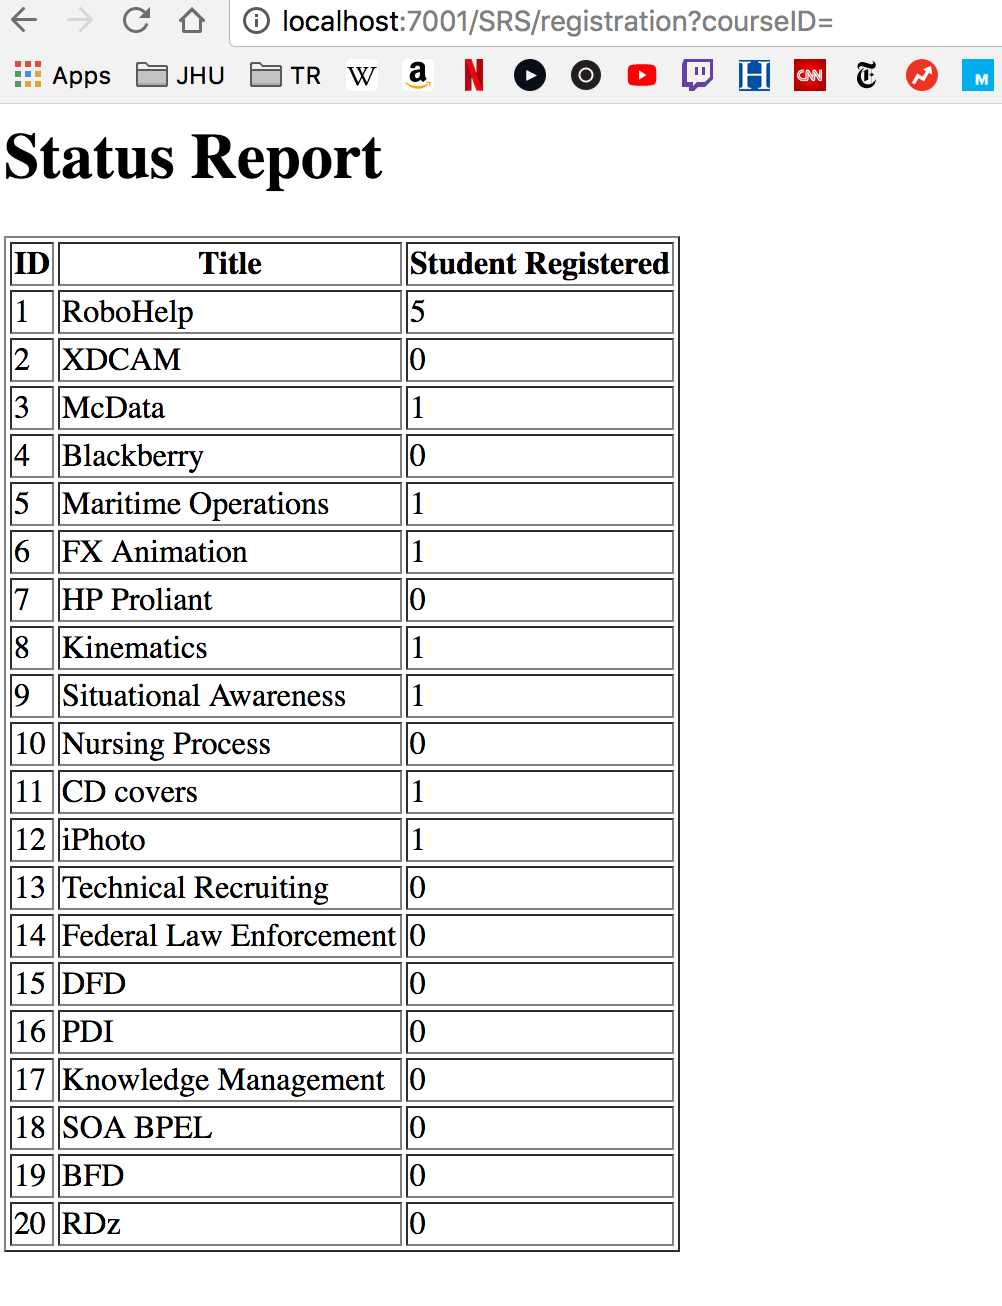 localhost:7001/SRS/registration?courseID=
Apps JHU TR W a N H CNN T M
Status Report
ID Title Student Registered
1 RoboHelp 5
2 XDCAM 0
3 McData 1
4 Blackberry 0
5 Maritime Operations 1
6 FX Animation 1
7 HP Proliant 0
8 Kinematics 1
9 Situational Awareness 1
10 Nursing Process 0
11 CD covers 1
12 iPhoto 1
13 Technical Recruiting 0
14 Federal Law Enforcement 0
15 DFD 0
16 PDI 0
17 Knowledge Management 0
18 SOA BPEL 0
19 BFD 0
20 RDz 0